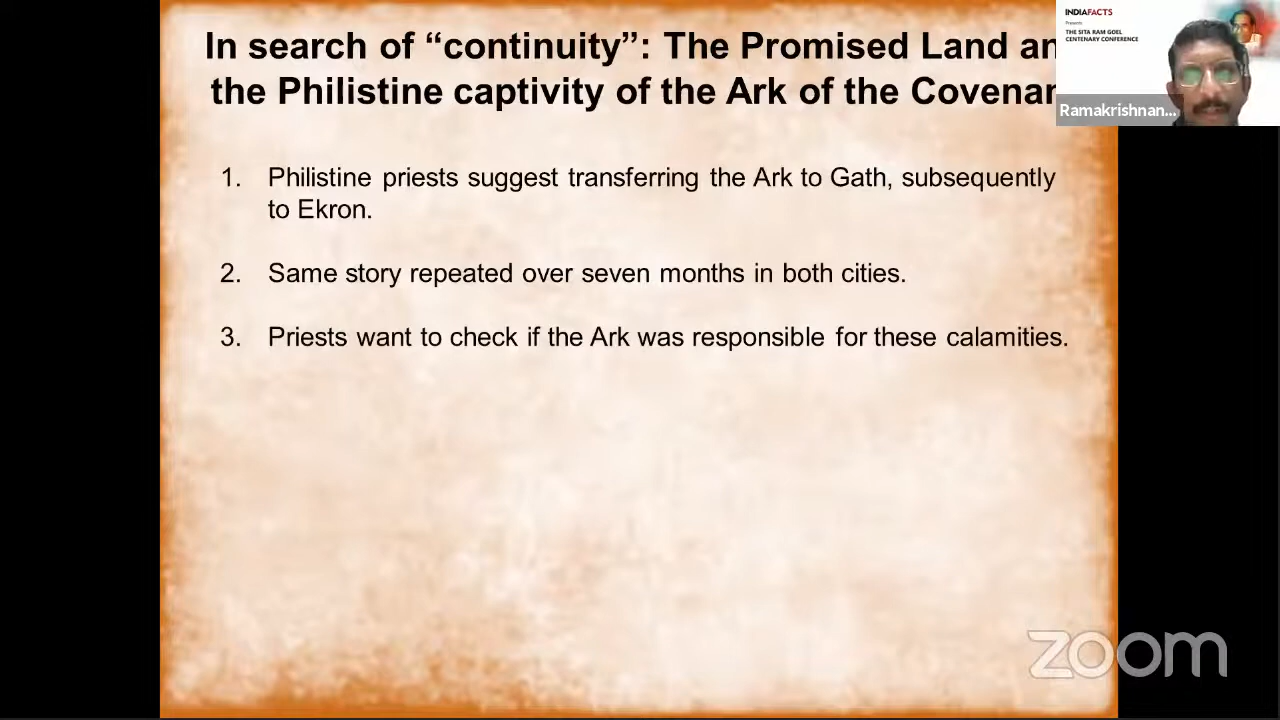 In search of “continuity”: The Promised Land an
the Philistine captivity of the Ark of the Covenan
1. Philistine priests suggest transferring the Ark to Gath, subsequently
to Ekron.
2. Same story repeated over seven months in both cities.
3. Priests want to check if the Ark was responsible for these calamities.
INDIAFACTS
Presents
THE SITA RAM GOEL
CENTENARY CONFERENCE
Ramakrishnan...
zoom